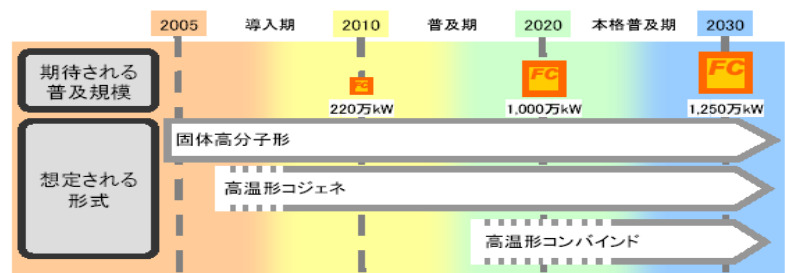 2005 導入期 2010 普及期 2020 本格普及期 2030
期待される
普及規模
FC
FC
FC
220万kW 1,000万kW 1,250万kW
想定される
形式
固体高分子形
高温形コジェネ
高温形コンバインド